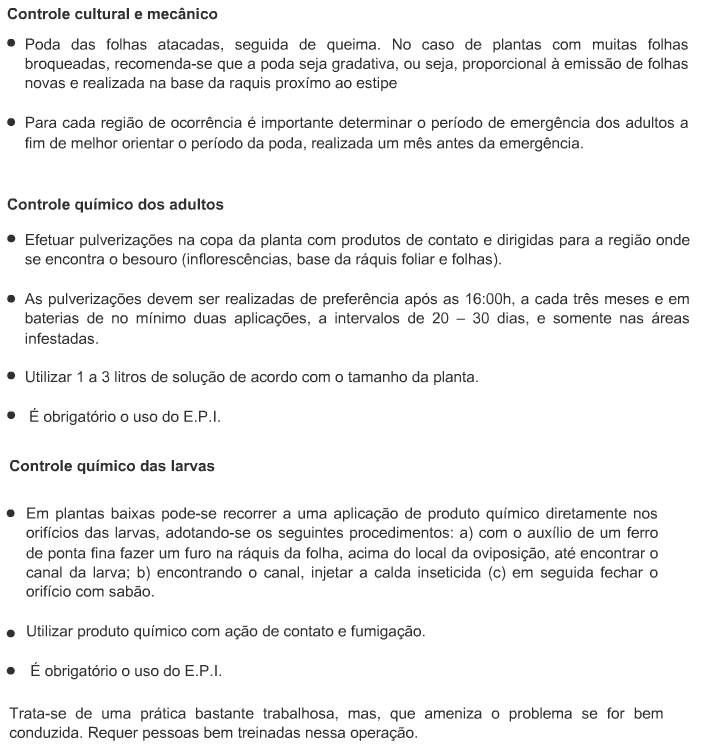 Controle cultural e mecânico
● Poda das folhas atacadas, seguida de queima. No caso de plantas com muitas folhas
broqueadas, recomenda-se que a poda seja gradativa, ou seja, proporcional à emissão de folhas
novas e realizada na base da raquis proxímo ao estipe
● Para cada região de ocorrência é importante determinar o período de emergência dos adultos a
fim de melhor orientar o período da poda, realizada um mês antes da emergência.
Controle químico dos adultos
● Efetuar pulverizações na copa da planta com produtos de contato e dirigidas para a região onde
se encontra o besouro (inflorescências, base da ráquis foliar e folhas).
● As pulverizações devem ser realizadas de preferência após as 16:00h, a cada três meses e em
baterias de no mínimo duas aplicações, a intervalos de 20 – 30 dias, e somente nas áreas
infestadas.
● Utilizar 1 a 3 litros de solução de acordo com o tamanho da planta.
● É obrigatório o uso do E.P.I.
Controle químico das larvas
● Em plantas baixas pode-se recorrer a uma aplicação de produto químico diretamente nos
orifícios das larvas, adotando-se os seguintes procedimentos: a) com o auxílio de um ferro
de ponta fina fazer um furo na ráquis da folha, acima do local da oviposição, até encontrar o
canal da larva; b) encontrando o canal, injetar a calda inseticida (c) em seguida fechar o
orifício com sabão.
● Utilizar produto químico com ação de contato e fumigação.
● É obrigatório o uso do E.P.I.
Trata-se de uma prática bastante trabalhosa, mas, que ameniza o problema se for bem
conduzida. Requer pessoas bem treinadas nessa operação.